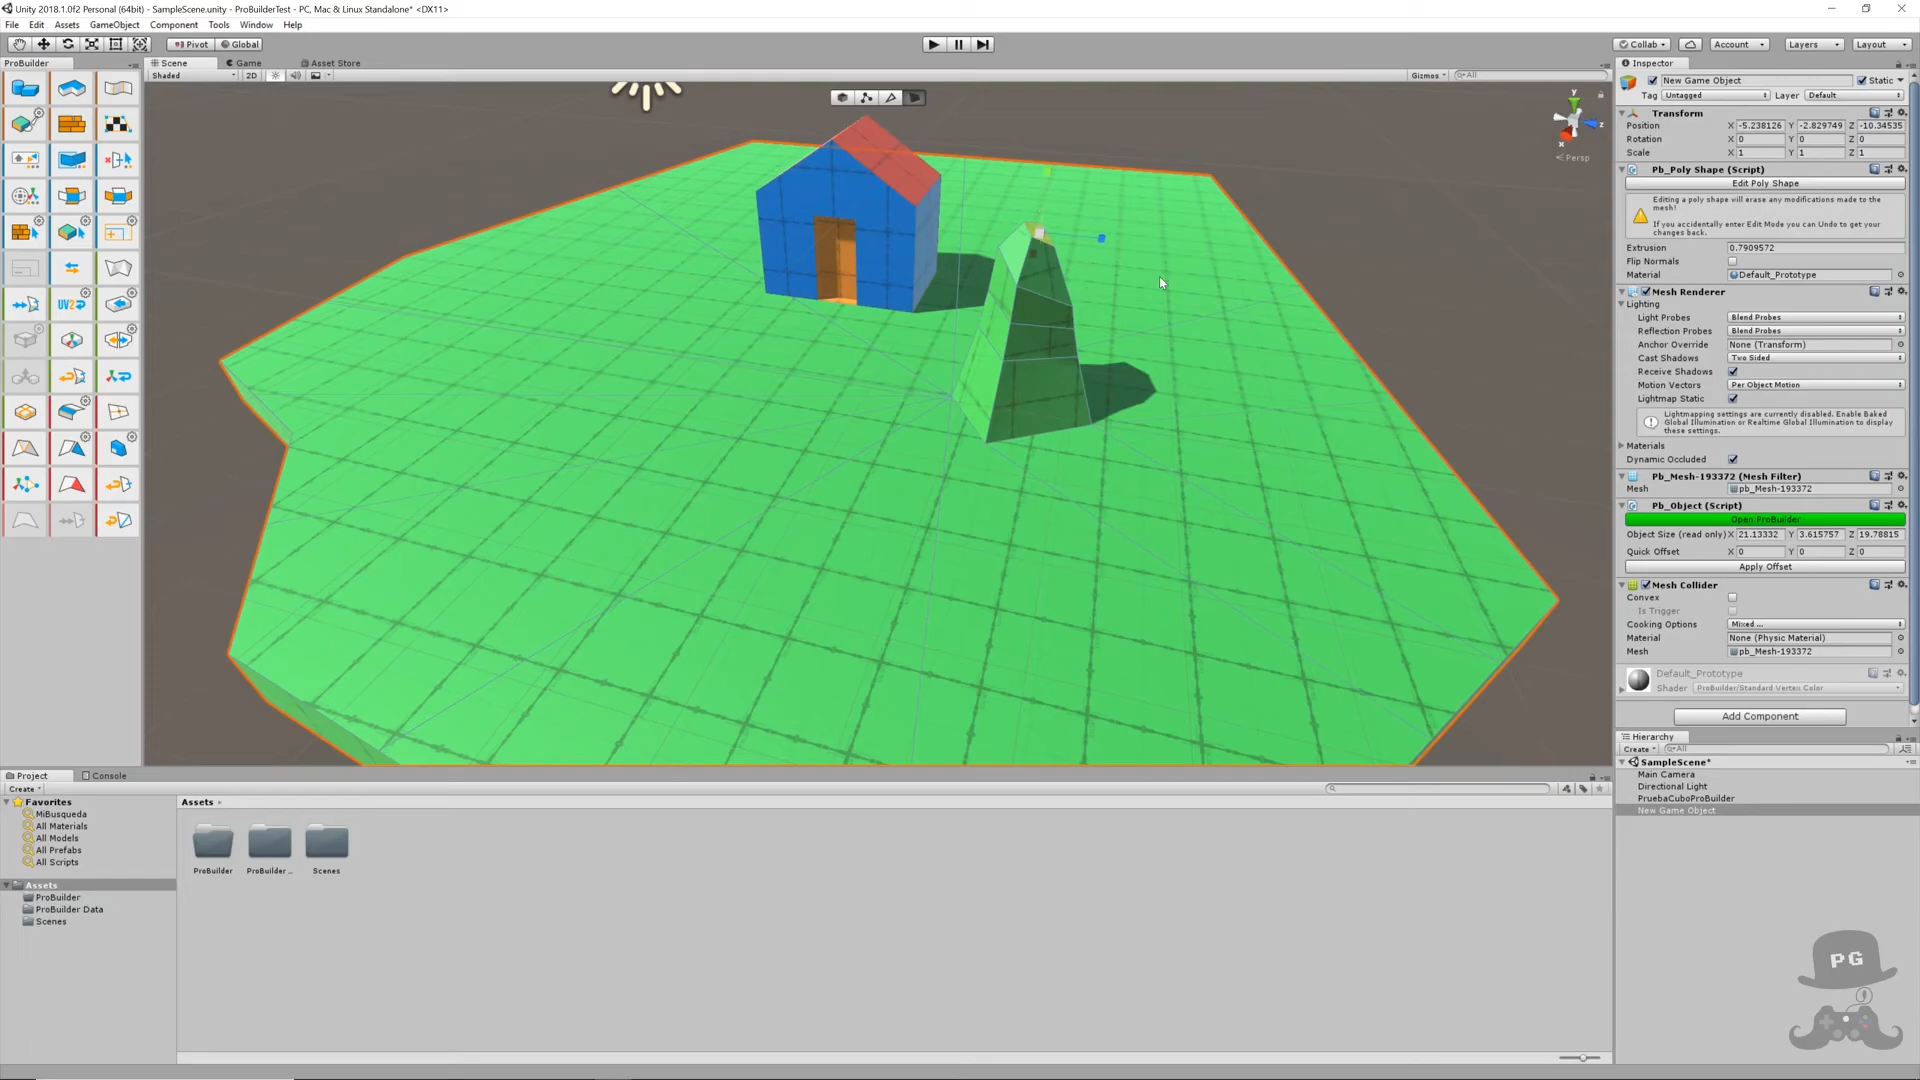 Unity 2018.1.0f2 Personal (64bit) - SampleScene.unity - ProBuilderTest - PC, Mac & Linux Standalone* <DX11>
File Edit Assets GameObject Component Tools Window Help
Pivot Global Collab Account Layers Layout
ProBuilder Scene Game Asset Store Inspector
Shaded 2D Gizmos All
New Game Object Static
Tag Untagged Layer Default
Transform
Position X -5.238126 Y -2.829749 Z -10.34535
Rotation X 0 Y 0 Z 0
Scale X 1 Y 1 Z 1
y
z
x
Persp
Pb_Poly Shape (Script)
Edit Poly Shape
Editing a poly shape will erase any modifications made to the
mesh!
If you accidentally enter Edit Mode you can Undo to get your
changes back.
Extrusion 0.7909572
Flip Normals
Material Default_Prototype
Mesh Renderer
Lighting
Light Probes Blend Probes
Reflection Probes Blend Probes
Anchor Override None (Transform)
Cast Shadows Two Sided
Receive Shadows
Motion Vectors Per Object Motion
Lightmap Static
Lightmapping settings are currently disabled. Enable Baked
Global Illumination or Realtime Global Illumination to display
these settings.
Materials
Dynamic Occluded
Pb_Mesh-193372 (Mesh Filter)
Mesh pb_Mesh-193372
Pb_Object (Script)
Open ProBuilder
Object Size (read only) X 21.13332 Y 3.615757 Z 19.78815
Quick Offset X 0 Y 0 Z 0
Apply Offset
Mesh Collider
Convex
Is Trigger
Cooking Options Mixed ...
Material None (Physic Material)
Mesh pb_Mesh-193372
Default_Prototype
Shader ProBuilder/Standard Vertex Color
Add Component
Hierarchy
Create All
SampleScene*
Main Camera
Directional Light
PruebaCuboProBuilder
New Game Object
UV2
Project Console
Create
Favorites
MiBusqueda
All Materials
All Models
All Prefabs
All Scripts
Assets
ProBuilder
ProBuilder Data
Scenes
Assets
ProBuilder ProBuilder ... Scenes
PG